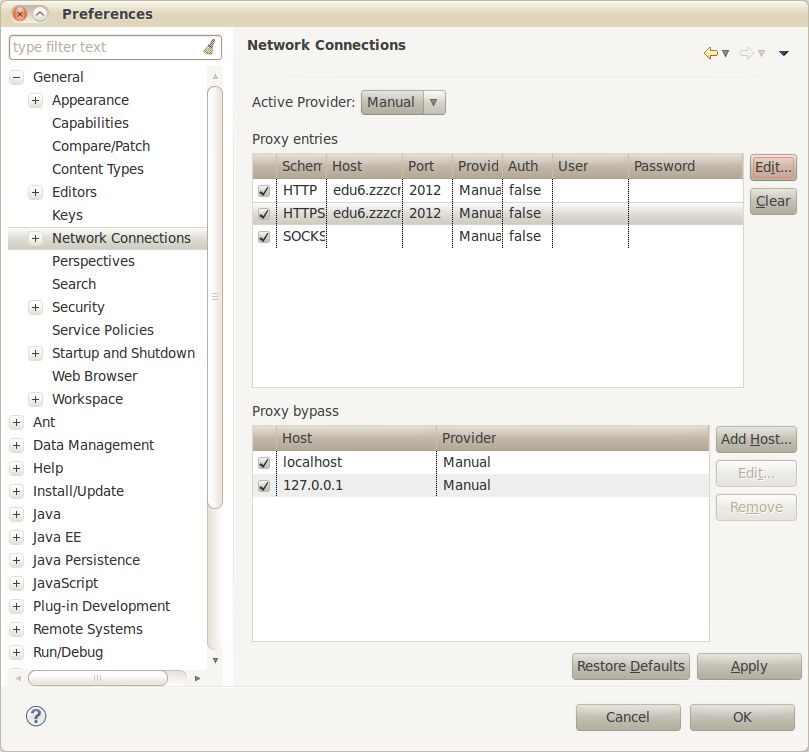 Preferences
type filter text
General
Appearance
Capabilities
Compare/Patch
Content Types
Editors
Keys
Network Connections
Perspectives
Search
Security
Service Policies
Startup and Shutdown
Web Browser
Workspace
Ant
Data Management
Help
Install/Update
Java
Java EE
Java Persistence
JavaScript
Plug-in Development
Remote Systems
Run/Debug
Network Connections
Active Provider: Manual
Proxy entries
Schem Host Port Provid Auth User Password
HTTP edu6.zzzcr 2012 Manua false
HTTPS edu6.zzzcr 2012 Manua false
SOCKS Manua false
Edit...
Clear
Proxy bypass
Host Provider
localhost Manual
127.0.0.1 Manual
Add Host...
Edit...
Remove
Restore Defaults Apply
? Cancel OK